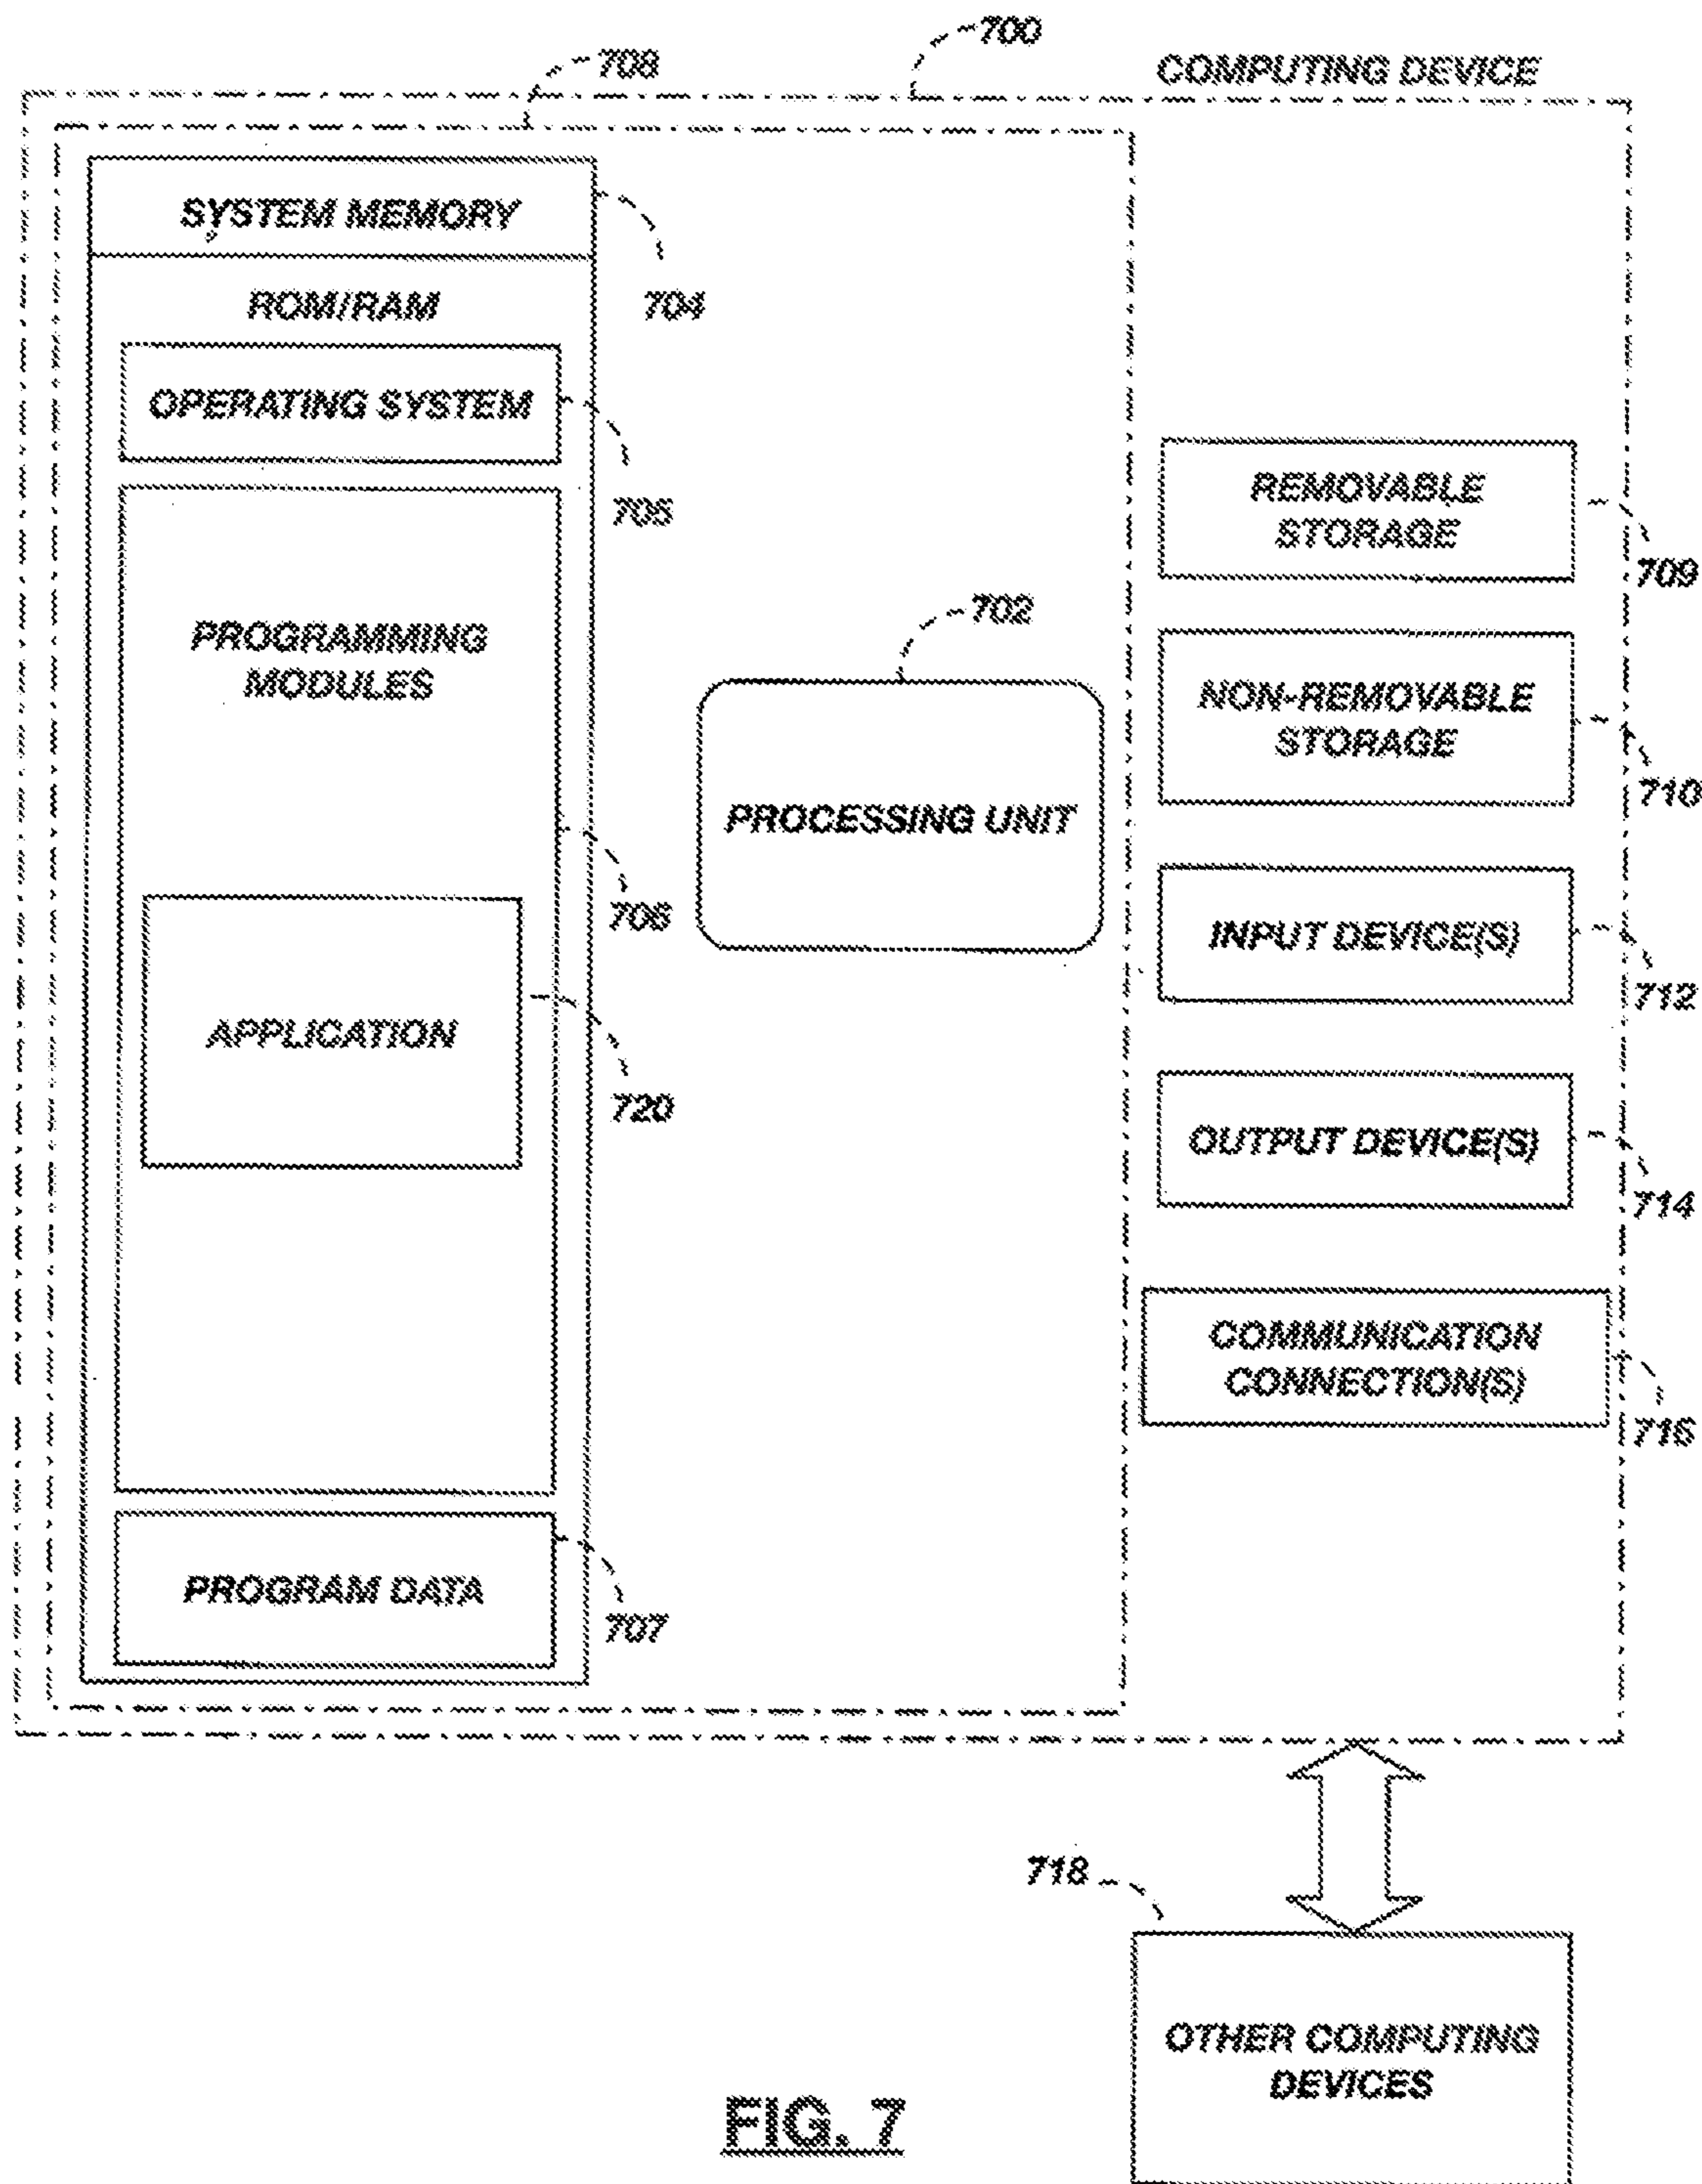 700
708
COMPUTING DEVICE
SYSTEM MEMORY
704
ROM/RAM
OPERATING SYSTEM
705
PROGRAMMING
MODULES
706
APPLICATION
720
PROGRAM DATA
707
702
PROCESSING UNIT
REMOVABLE
STORAGE
709
NON-REMOVABLE
STORAGE
710
INPUT DEVICE(S)
712
OUTPUT DEVICE(S)
714
COMMUNICATION
CONNECTION(S)
716
718
OTHER COMPUTING
DEVICES
FIG. 7